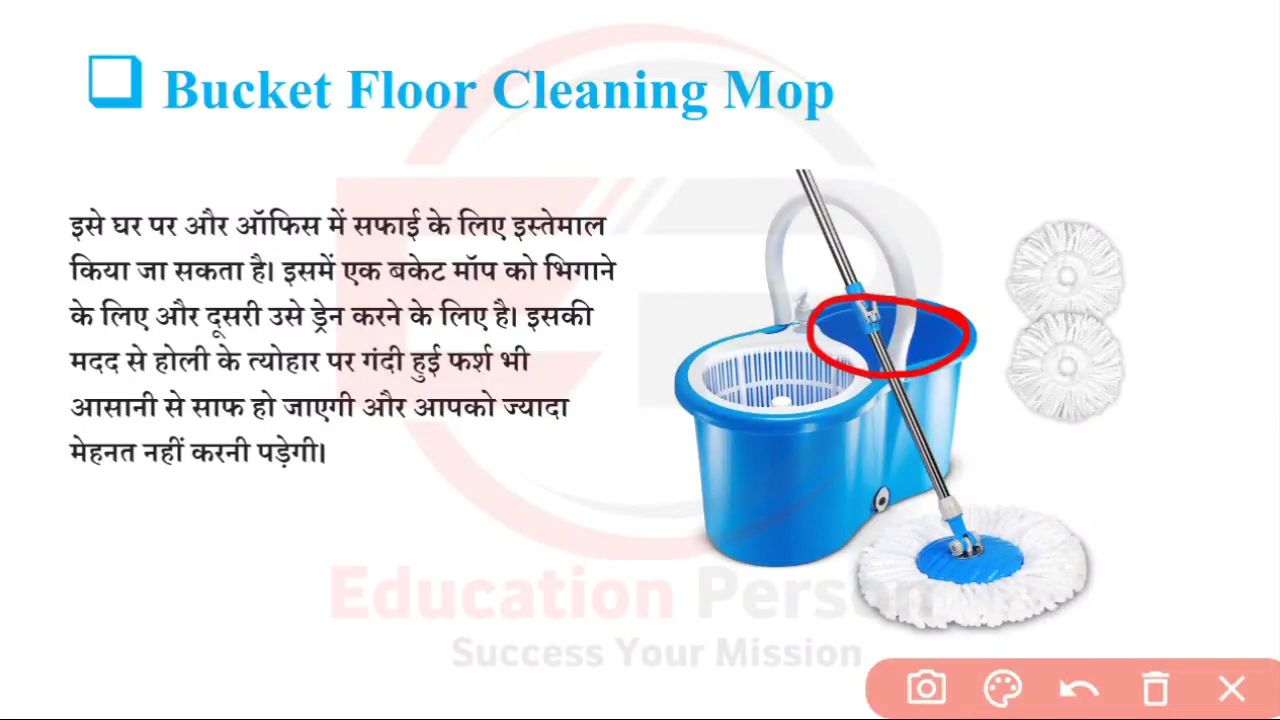 Bucket Floor Cleaning Mop
इसे घर पर और ऑफिस में सफाई के लिए इस्तेमाल
किया जा सकता है। इसमें एक बकेट मॉप को भिगाने
के लिए और दूसरी उसे ड्रेन करने के लिए है। इसकी
मदद से होली के त्योहार पर गंदी हुई फर्श भी
आसानी से साफ हो जाएगी और आपको ज्यादा
मेहनत नहीं करनी पड़ेगी।
Education Person
Success Your Mission